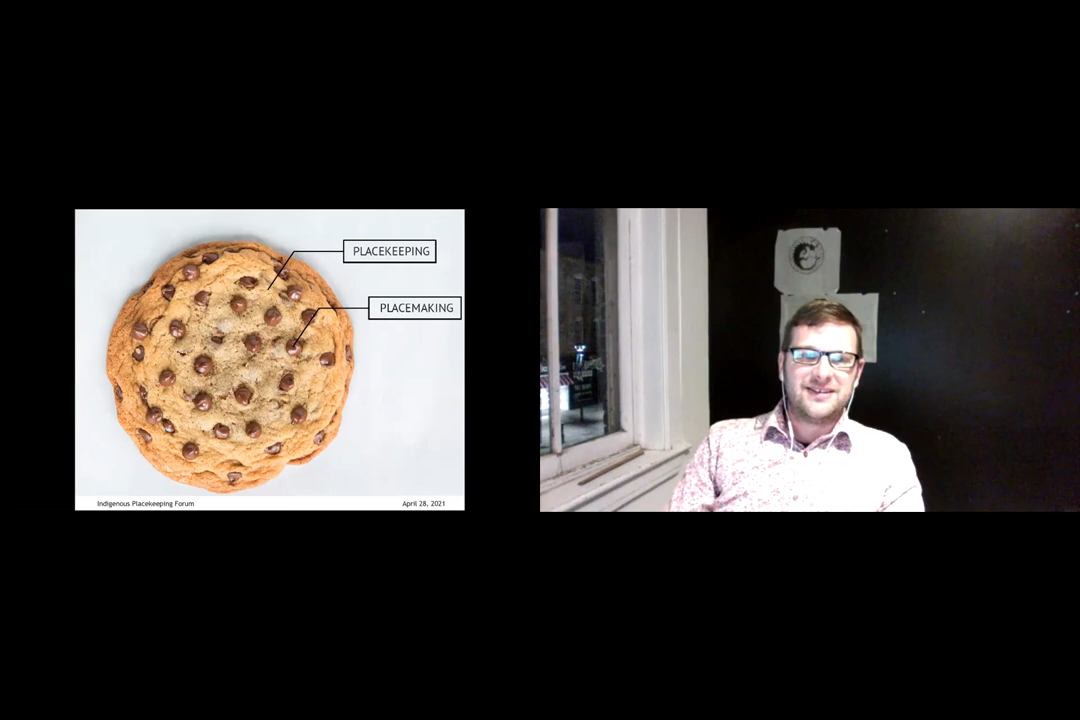 PLACEKEEPING
PLACEMAKING
Indigenous Placekeeping Forum
April 28, 2021